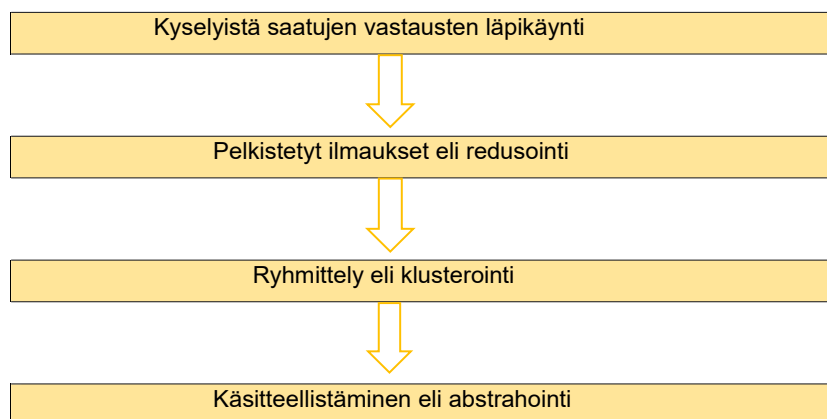 Kyselyistä saatujen vastausten läpikäynti
Pelkistetyt ilmaukset eli redusointi
Ryhmittely eli klusterointi
Käsitteellistäminen eli abstrahointi